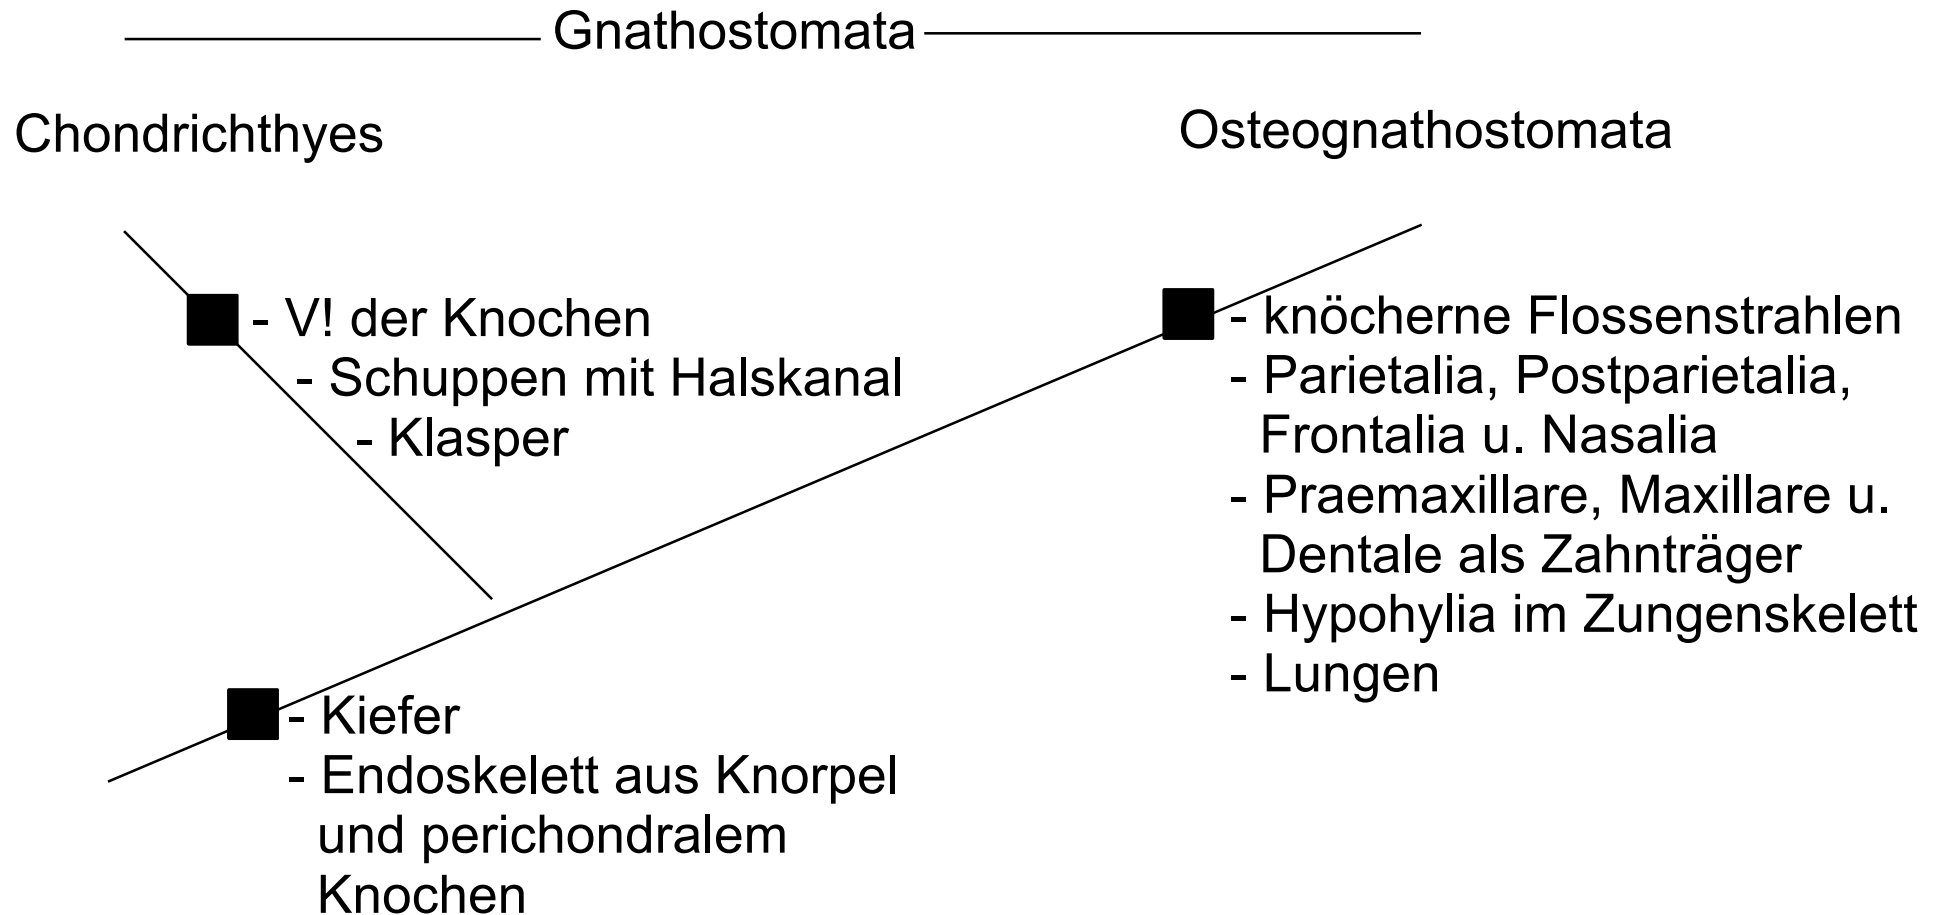 Gnathostomata
Chondrichthyes
Osteognathostomata
- V! der Knochen
- Schuppen mit Halskanal
- Klasper
- knöcherne Flossenstrahlen
- Parietalia, Postparietalia,
Frontalia u. Nasalia
- Praemaxillare, Maxillare u.
Dentale als Zahnträger
- Hypohylia im Zungenskelett
- Lungen
- Kiefer
- Endoskelett aus Knorpel
und perichondralem
Knochen